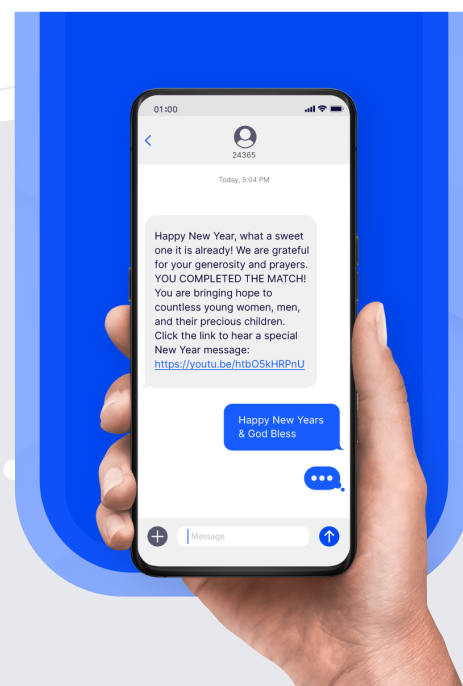 01:00
24365
Today, 5:04 PM
Happy New Year, what a sweet
one it is already! We are grateful
for your generosity and prayers.
YOU COMPLETED THE MATCH!
You are bringing hope to
countless young women, men,
and their precious children.
Click the link to hear a special
New Year message:
https://youtu.be/htbO5kHRPnU
Happy New Years
& God Bless
Message